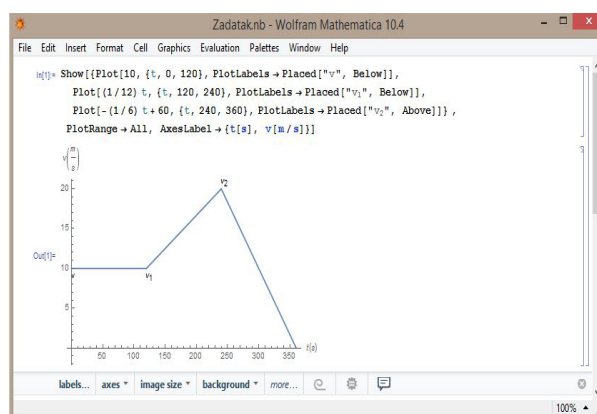 Zadatak.nb - Wolfram Mathematica 10.4
File Edit Insert Format Cell Graphics Evaluation Palettes Window Help
In[1]:= Show[{Plot[10, {t, 0, 120}, PlotLabels → Placed["v", Below]],
Plot[(1/12) t, {t, 120, 240}, PlotLabels → Placed["v₁", Below]],
Plot[-(1/6) t + 60, {t, 240, 360}, PlotLabels → Placed["v₂", Above]]} ,
PlotRange → All, AxesLabel → {t[s], v[m/s]}]
v(m/s)
20
15
Out[1]= 10
5
v
v₁
v₂
50 100 150 200 250 300 350 t(s)
labels... axes image size background more...
100%